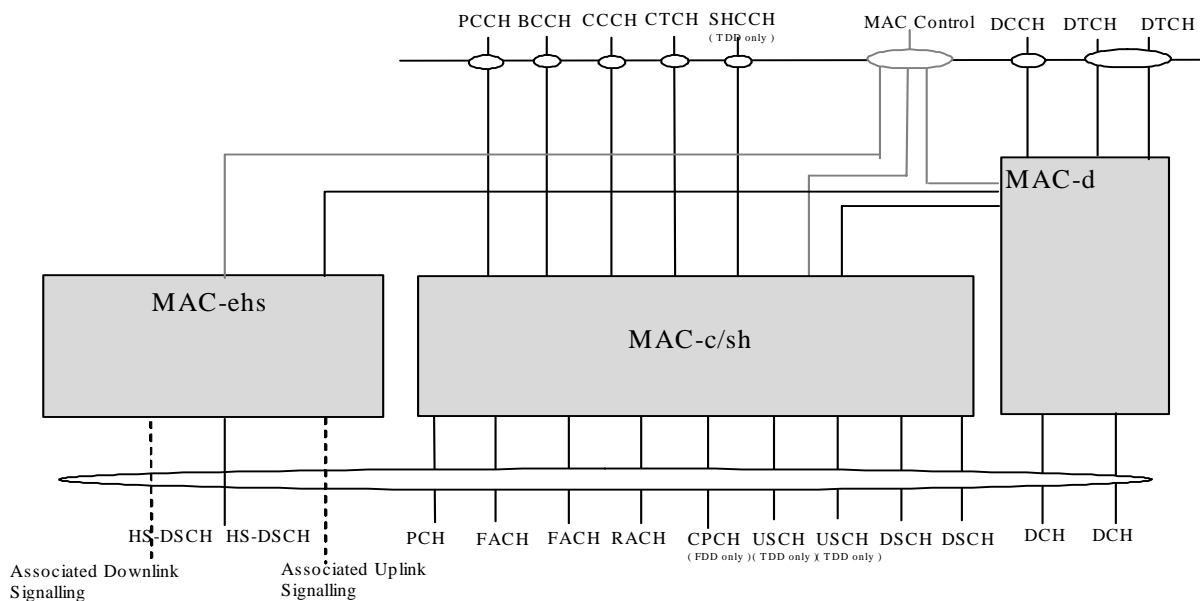 PCCH BCCH CCCH CTCH SHCCH MAC Control DCCH DTCH DTCH
( TDD only )
MAC-d
MAC-ehs
MAC-c/sh
HS-DSCH HS-DSCH PCH FACH FACH RACH CPCH USCH USCH DSCH DSCH DCH DCH
( FDD only ) ( TDD only ) ( TDD only )
Associated Downlink
Signalling
Associated Uplink
Signalling